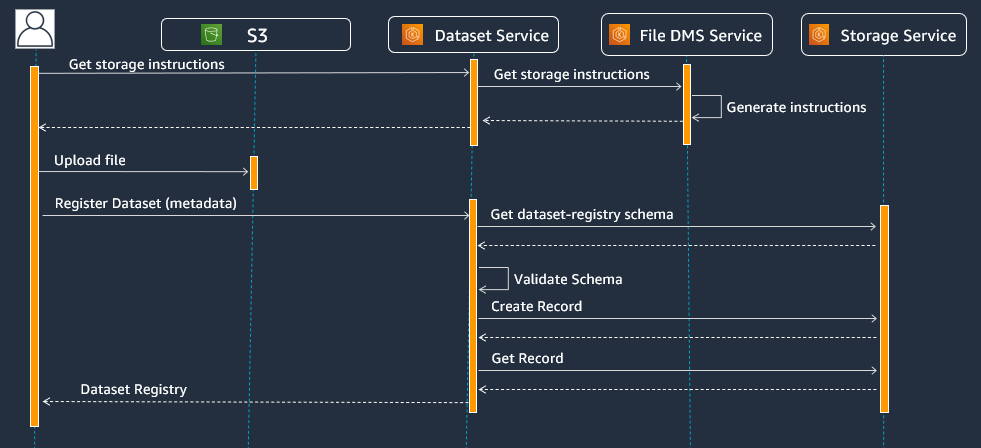 S3
Dataset Service
File DMS Service
Storage Service
Get storage instructions
Get storage instructions
Generate instructions
Upload file
Register Dataset (metadata)
Get dataset-registry schema
Validate Schema
Create Record
Get Record
Dataset Registry